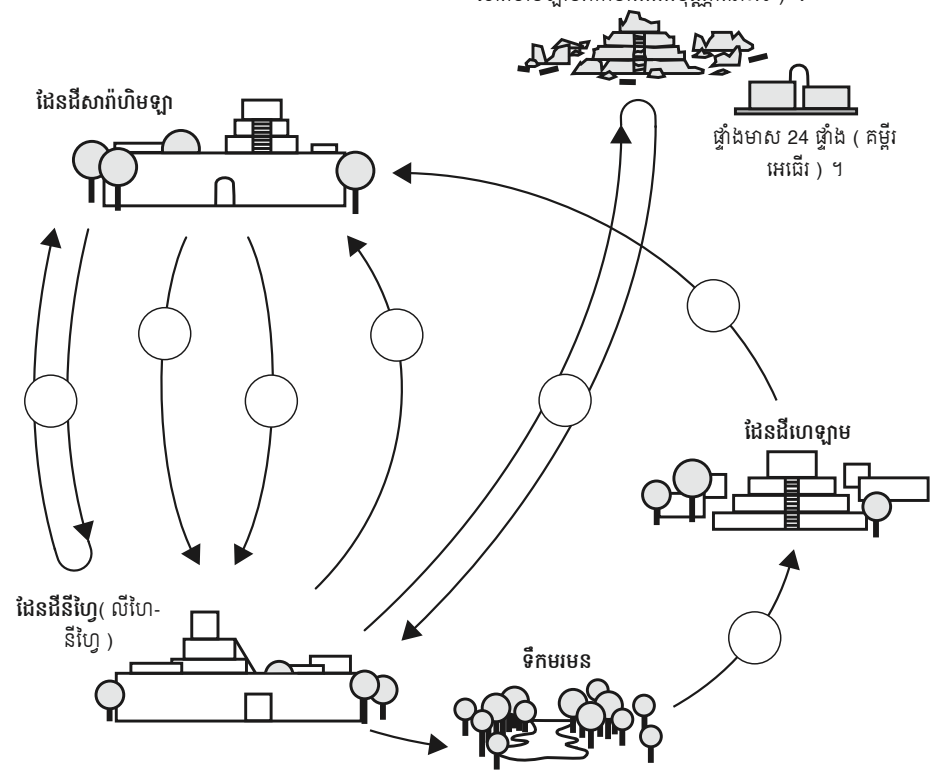 ដែនដីសារ៉ាហិមឡា
ផ្ទាំងមាស 24 ផ្ទាំង ( គម្ពីរ
អេធើរ ) ។
ដែនដីហេឡាម
ដែនដីនីហ្វៃ( លីហៃ-
នីហ្វៃ )
ទឹកមរមន